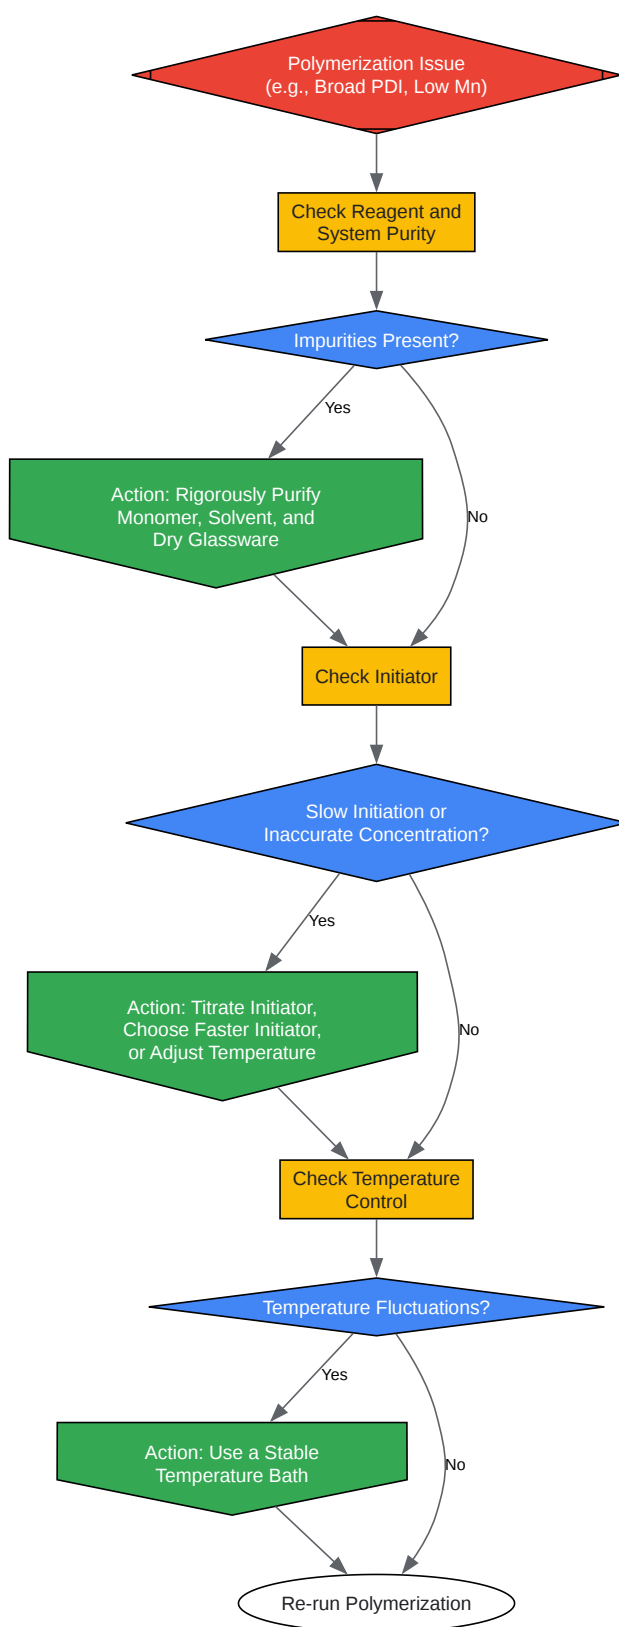 Polymerization Issue
(e.g., Broad PDI, Low Mn)
Check Reagent and
System Purity
Impurities Present?
Yes
Action: Rigorously Purify
Monomer, Solvent, and
Dry Glassware
No
Check Initiator
Slow Initiation or
Inaccurate Concentration?
Yes
Action: Titrate Initiator,
Choose Faster Initiator,
or Adjust Temperature
No
Check Temperature
Control
Temperature Fluctuations?
Yes
Action: Use a Stable
Temperature Bath
No
Re-run Polymerization